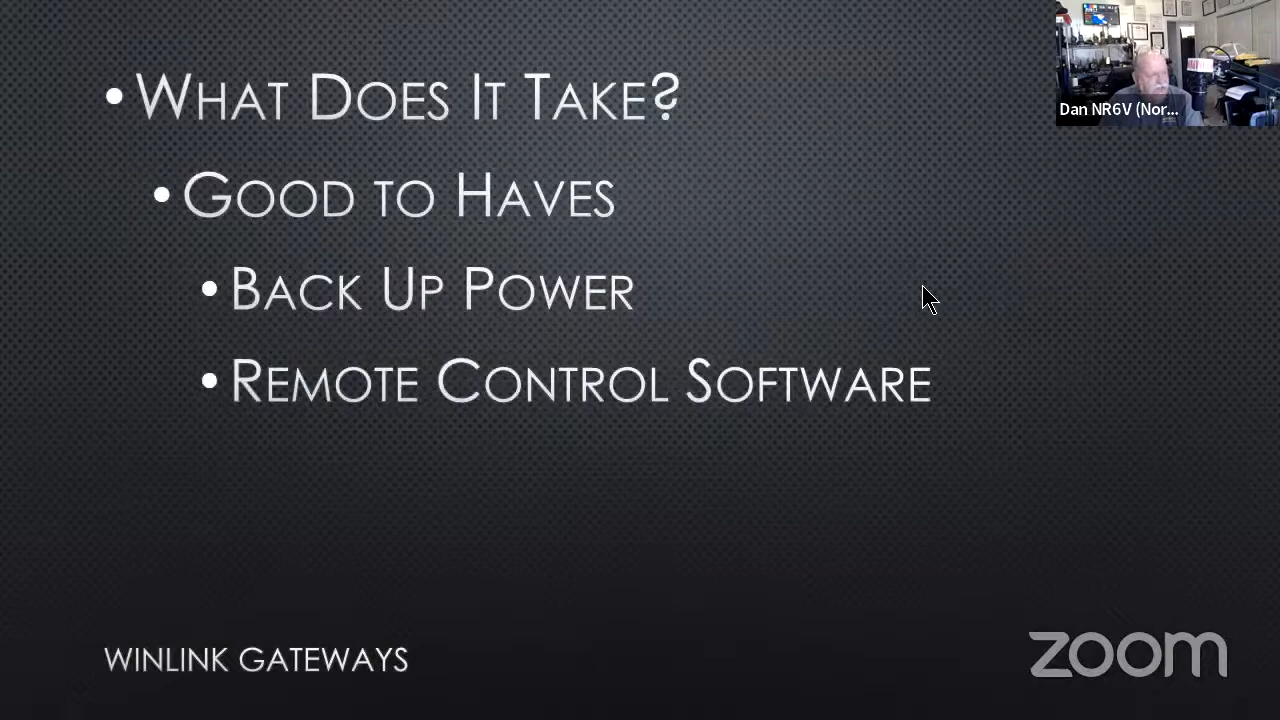 • What Does It Take?
• Good to Haves
• Back Up Power
• Remote Control Software
WINLINK GATEWAYS
Dan NR6V (Nor...
zoom